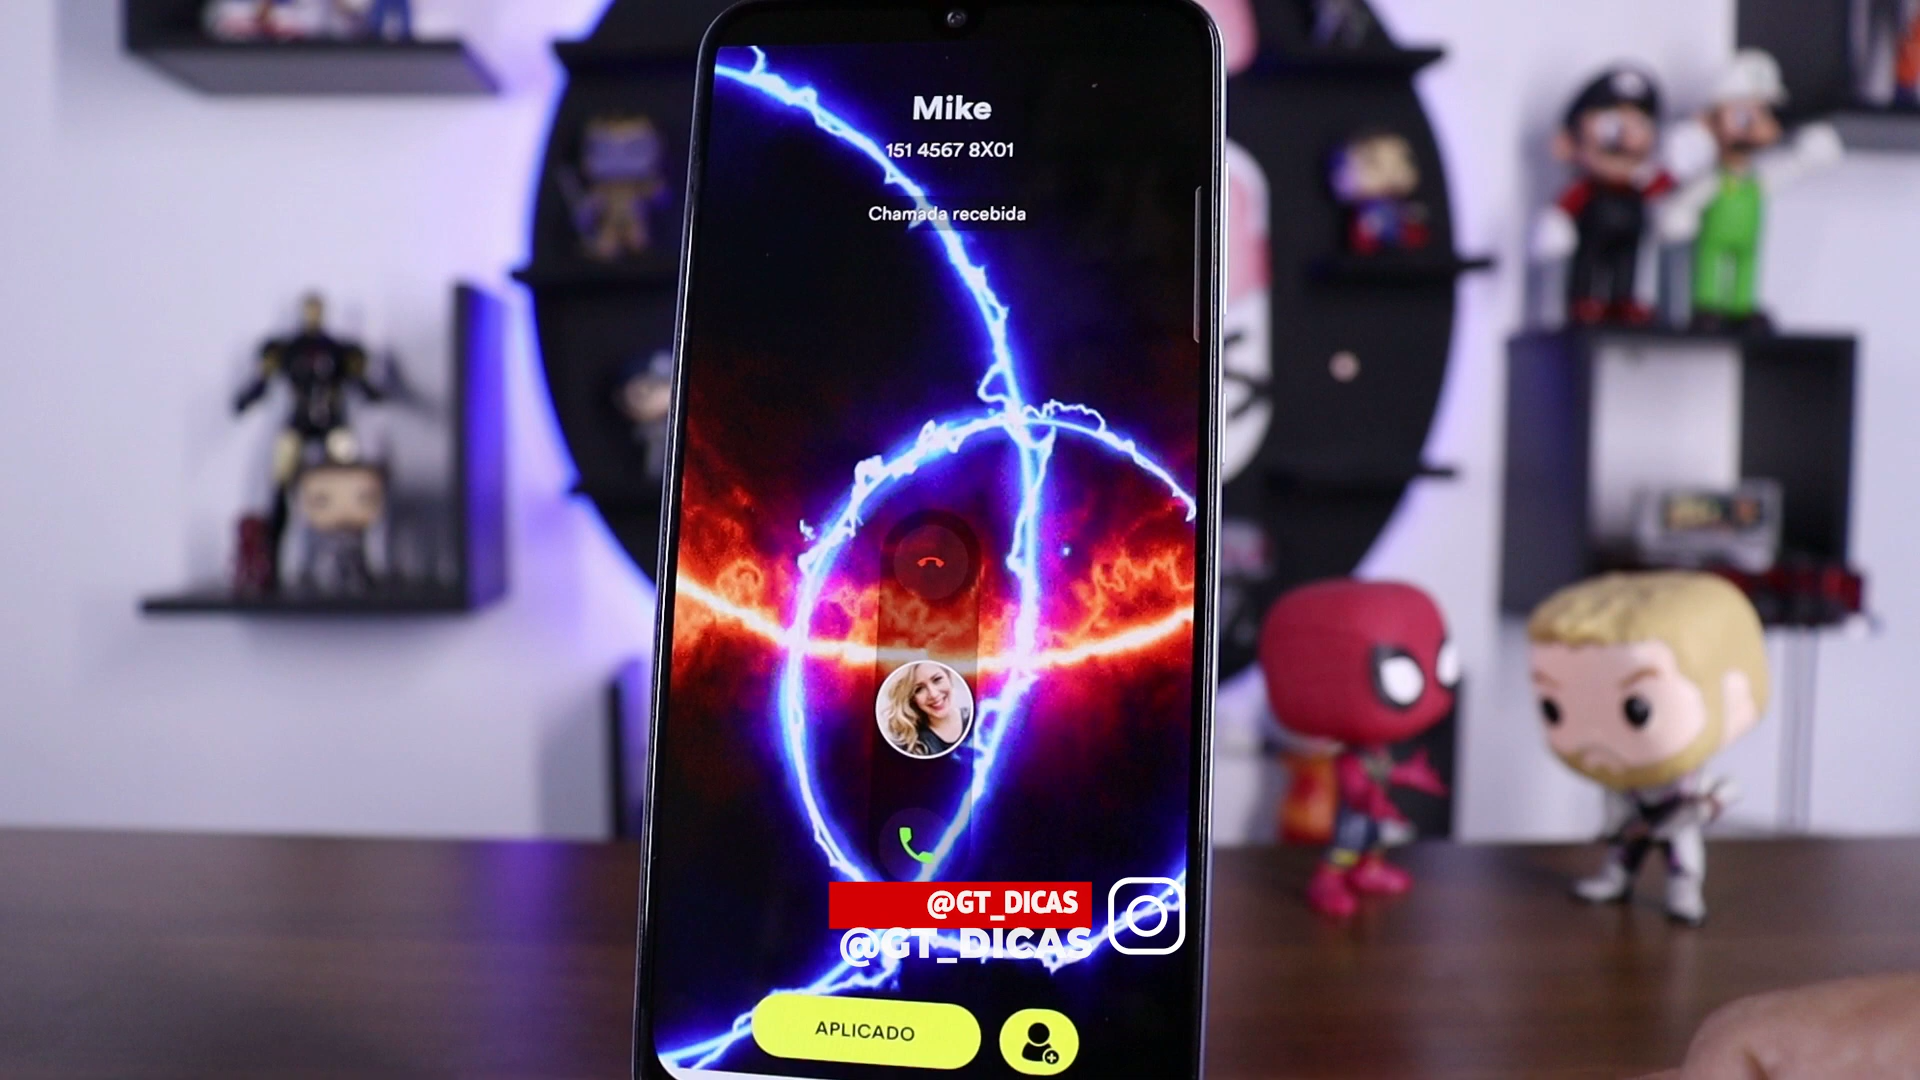 Mike
151 4567 8X01
Chamada recebida
@GT_DICAS
@GT_DICAS
APLICADO